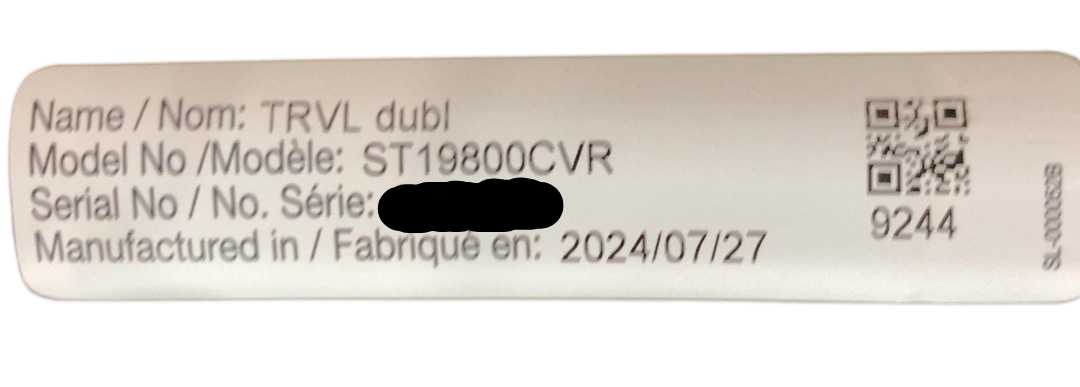 Name / Nom: TRVL dubl
Model No /Modèle: ST19800CVR
Serial No / No. Série:
Manufactured in / Fabriqué en: 2024/07/27
9244